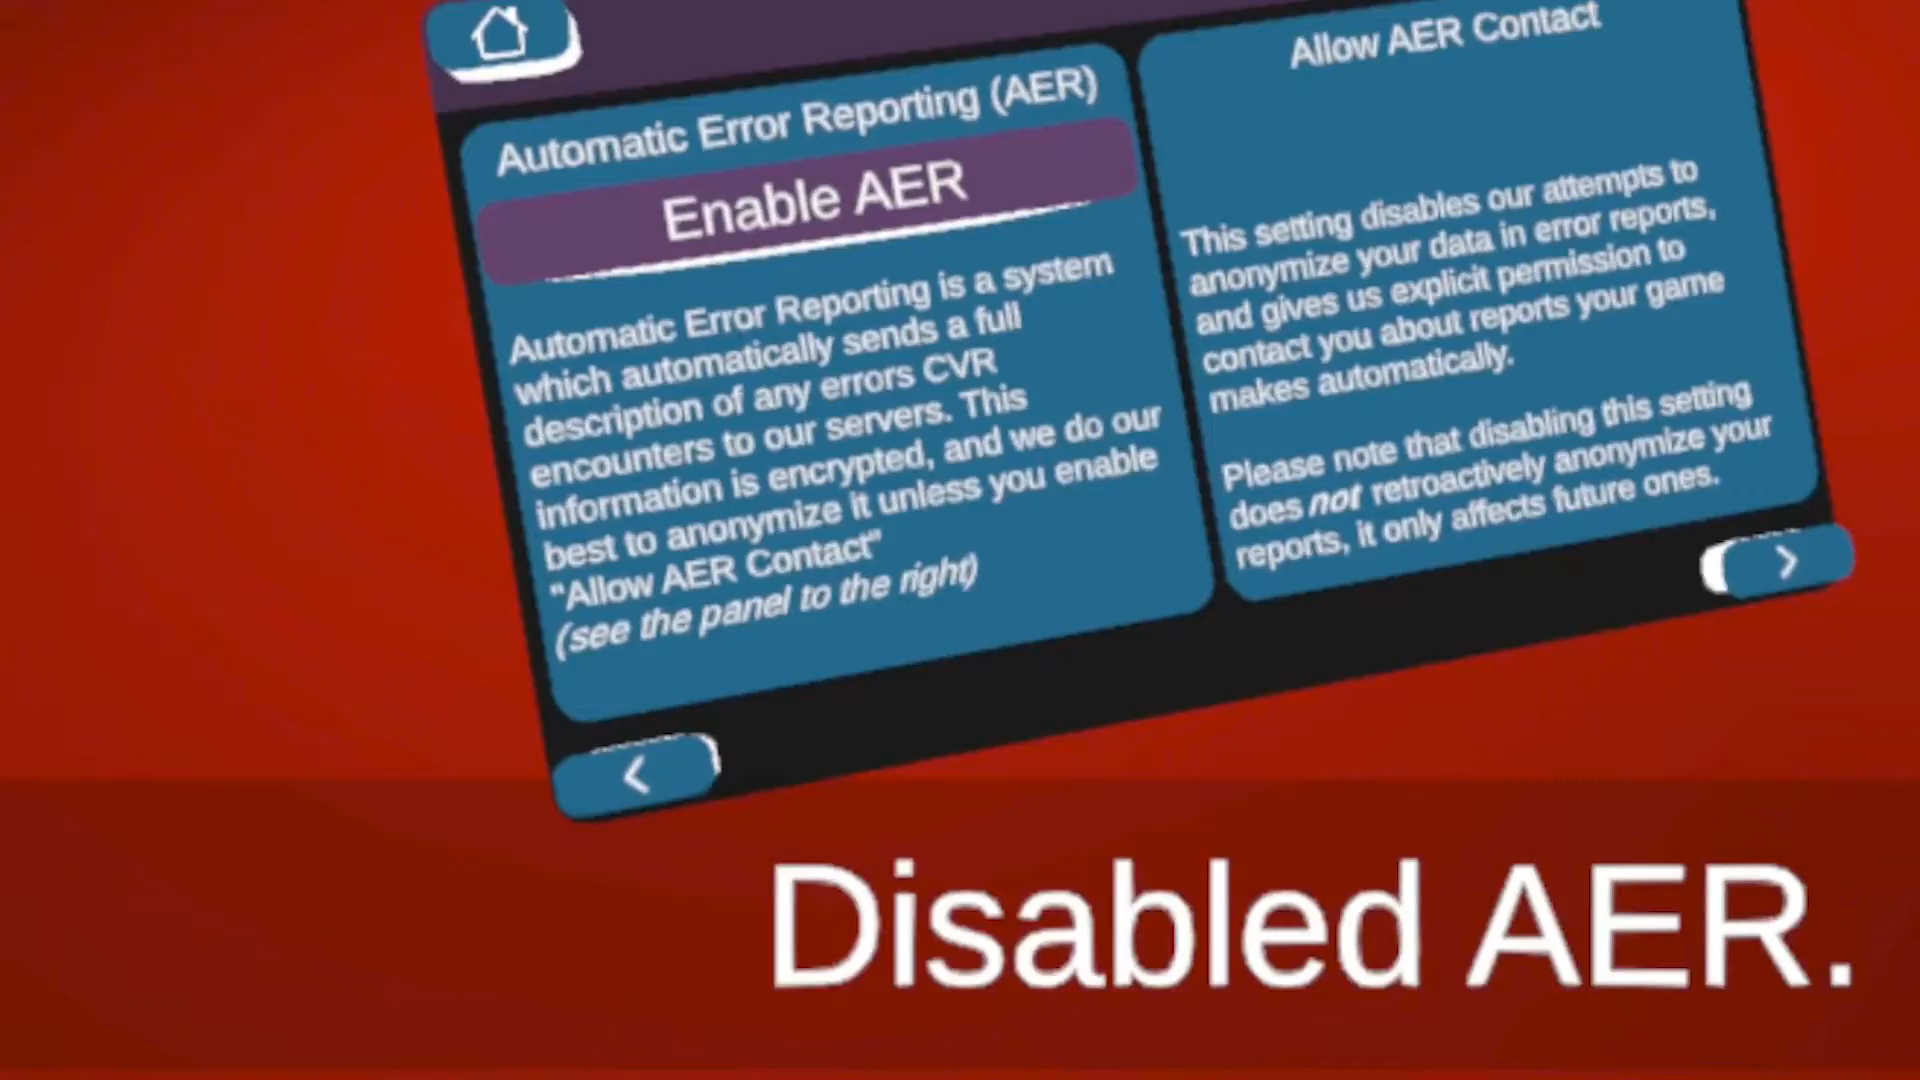 Automatic Error Reporting (AER)
Enable AER
Automatic Error Reporting is a system
which automatically sends a full
description of any errors CVR
encounters to our servers. This
information is encrypted, and we do our
best to anonymize it unless you enable
"Allow AER Contact"
(see the panel to the right)
Allow AER Contact
This setting disables our attempts to
anonymize your data in error reports,
and gives us explicit permission to
contact you about reports your game
makes automatically.
Please note that disabling this setting
does not retroactively anonymize your
reports, it only affects future ones.
Disabled AER.